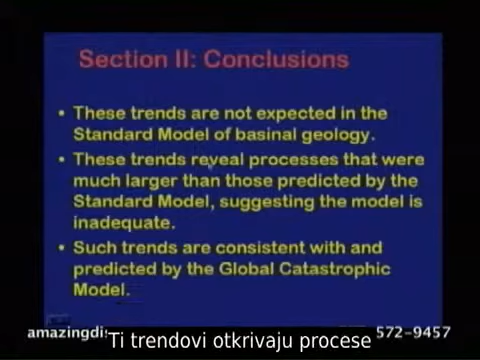 Section II: Conclusions
• These trends are not expected in the
Standard Model of basinal geology.
• These trends reveal processes that were
much larger than those predicted by the
Standard Model, suggesting the model is
inadequate.
• Such trends are consistent with and
predicted by the Global Catastrophic
Model.
amazingdis 572-9457
Ti trendovi otkrivaju procese